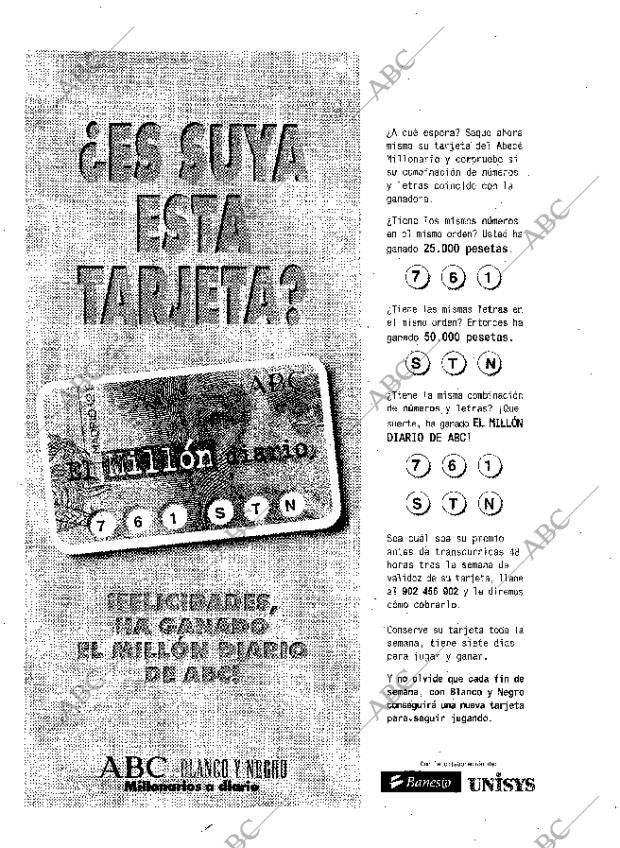 ¿ES SUYA
ESTA
TARJETA?
ABC
MADRID
El Millón diario,
7 6 1 S T N
¡FELICIDADES,
HA GANADO
EL MILLÓN DIARIO
DE ABC!
ABC BLANCO Y NEGRO
Millonarios a diario
¿A qué espera? Saque ahora
mismo su tarjeta del Abecé
Millonario y compruebe si
su combinación de números
y letras coincide con la
ganadora.
¿Tiene los mismos números
en el mismo orden? Usted ha
ganado 25.000 pesetas.
7 6 1
¿Tiene las mismas letras en
el mismo orden? Entonces ha
ganado 50.000 pesetas.
S T N
¿Tiene la misma combinación
de números y letras? ¡Que
suerte, ha ganado EL MILLÓN
DIARIO DE ABC!
7 6 1
S T N
Sea cuál sea su premio
antes de transcurridas 48
horas tras la semana de
validez de su tarjeta, llame
al 902 466 902 y le diremos
cómo cobrarlo.
Conserve su tarjeta toda la
semana, tiene siete días
para jugar y ganar.
Y no olvide que cada fin de
semana, con Blanco y Negro
conseguirá una nueva tarjeta
para seguir jugando.
Con la colaboración de:
Banesto UNISYS